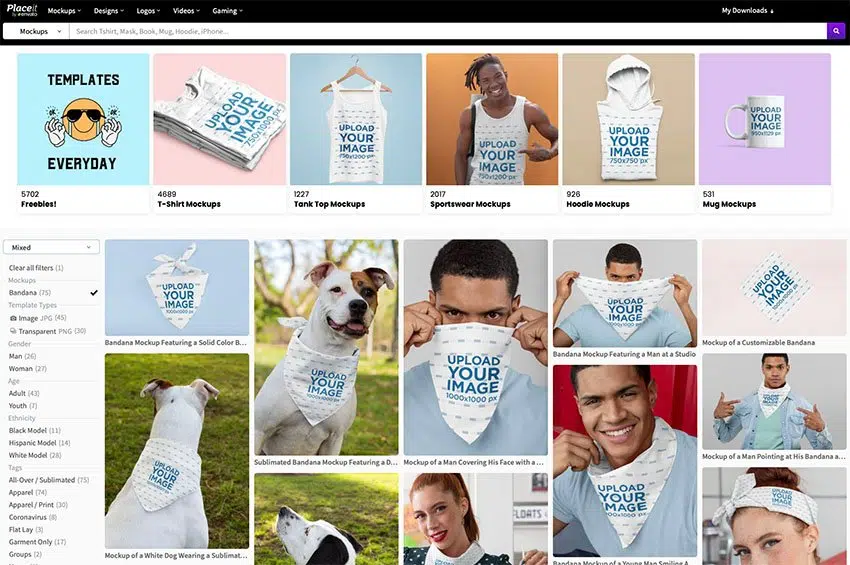 Placeit
by envato
Mockups
Designs
Logos
Videos
Gaming
My Downloads
Mockups
Search Tshirt, Mask, Book, Mug, Hoodie, iPhone...
TEMPLATES
OK
OK
EVERYDAY
UPLOAD
YOUR
IMAGE
750x1200 px
UPLOAD
YOUR
IMAGE
750x1200 px
UPLOAD
YOUR
IMAGE
750x1200 px
UPLOAD
YOUR
IMAGE
750x750 px
UPLOAD
YOUR
IMAGE
5702
Freebies!
4689
T-Shirt Mockups
1227
Tank Top Mockups
2017
Sportswear Mockups
926
Hoodie Mockups
531
Mug Mockups
Mixed
Clear all filters (1)
Mockups
Bandana (75)
Template Types
Image JPG (45)
Transparent PNG (30)
Gender
Man (26)
Woman (27)
Age
Adult (43)
Youth (7)
Ethnicity
Black Model (11)
Hispanic Model (14)
White Model (28)
Tags
All-Over / Sublimated (75)
Apparel (74)
Apparel / Print (30)
Coronavirus (8)
Flat Lay (3)
Garment Only (17)
Groups (2)
UPLOAD
YOUR
IMAGE
1000x1000 px
Bandana Mockup Featuring a Solid Color B...
UPLOAD
YOUR
IMAGE
Mockup of a White Dog Wearing a Sublimat...
UPLOAD
YOUR
IMAGE
1000x1000 px
Sublimated Bandana Mockup Featuring a D...
UPLOAD
YOUR
IMAGE
1000x1000 px
Mockup of a Man Covering His Face with a ...
FLOATS
UPLOAD
YOUR
IMAGE
UPLOAD
YOUR
IMAGE
1000x1000 px
Bandana Mockup Featuring a Man at a Studio
UPLOAD
YOUR
IMAGE
1000x1000 px
Bandana Mockup of a Young Man Smiling A...
UPLOAD
YOUR
IMAGE
Mockup of a Customizable Bandana
UPLOAD
YOUR
IMAGE
Mockup of a Man Pointing at His Bandana a...
UPLOAD
YOUR
IMAGE